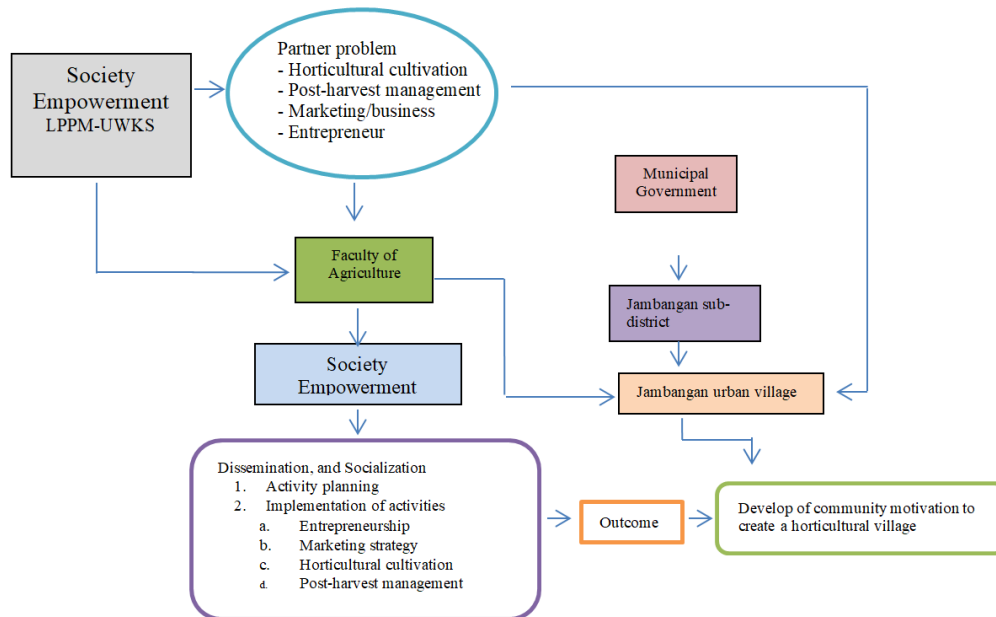 Society
Empowerment
LPPM-UWKS
Partner problem
- Horticultural cultivation
- Post-harvest management
- Marketing/business
- Entrepreneur
Municipal
Government
Faculty of
Agriculture
Jambangan sub-
district
Society
Empowerment
Jambangan urban village
Dissemination, and Socialization
1. Activity planning
2. Implementation of activities
a. Entrepreneurship
b. Marketing strategy
c. Horticultural cultivation
d. Post-harvest management
Outcome
Develop of community motivation to
create a horticultural village